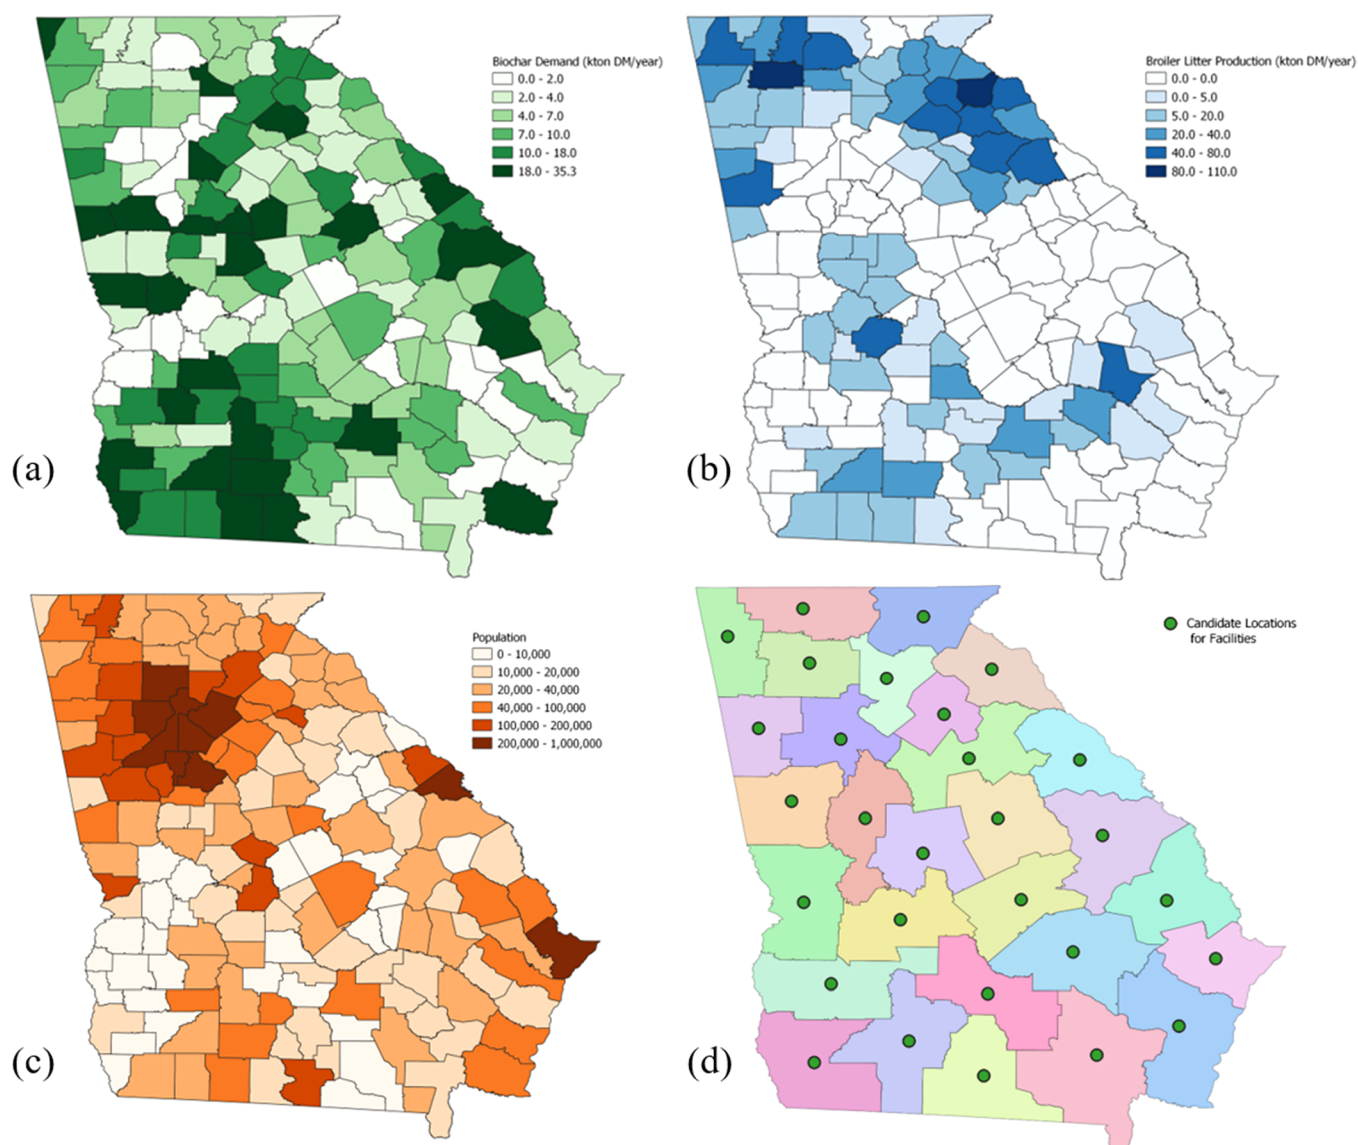 Biochar Demand (kton DM/year)
0.0 - 2.0
2.0 - 4.0
4.0 - 7.0
7.0 - 10.0
10.0 - 18.0
18.0 - 35.3
(a)
Broiler Litter Production (kton DM/year)
0.0 - 0.0
0.0 - 5.0
5.0 - 20.0
20.0 - 40.0
40.0 - 80.0
80.0 - 110.0
(b)
Population
0 - 10,000
10,000 - 20,000
20,000 - 40,000
40,000 - 100,000
100,000 - 200,000
200,000 - 1,000,000
(c)
Candidate Locations
for Facilities
(d)